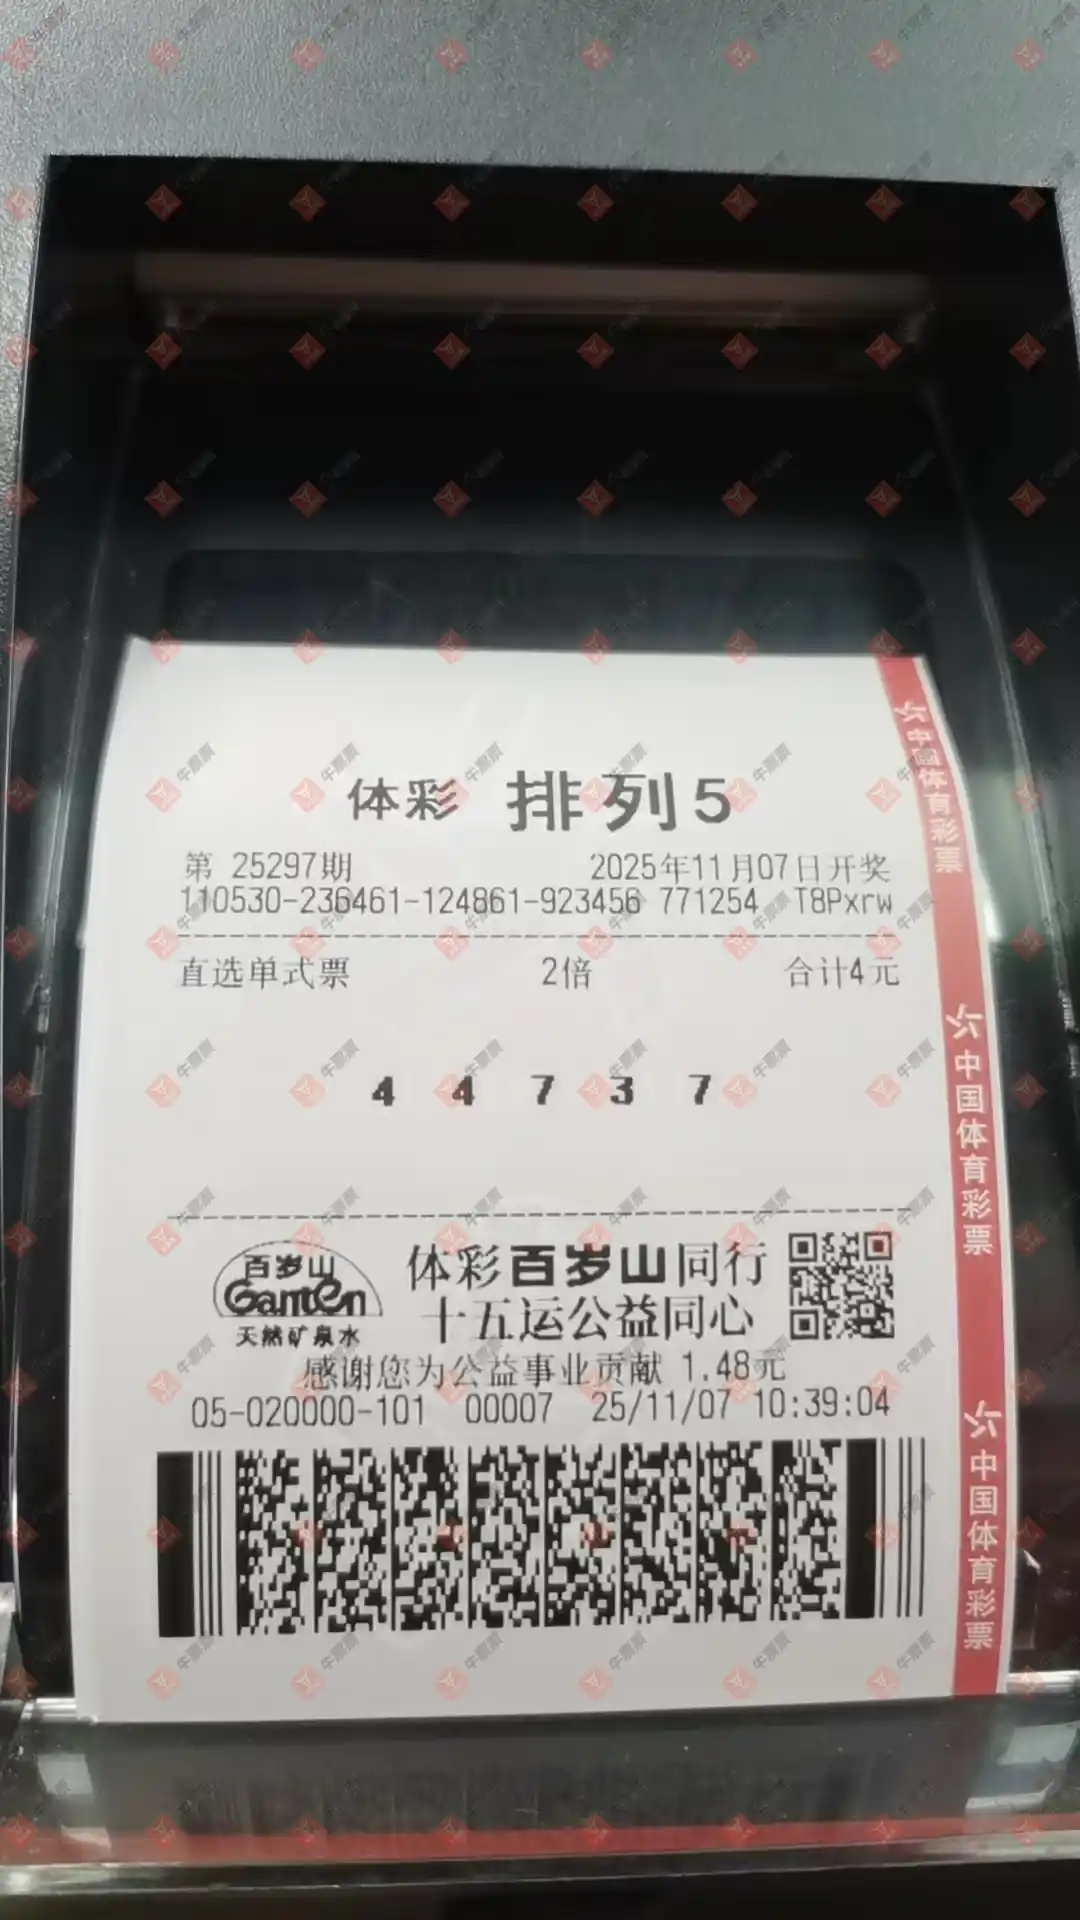 体彩 排列5
第 25297期 2025年11月07日开奖
110530-236461-124861-923456 771254 T8Pxrw
直选单式票 2倍 合计4元
4 4 7 3 7
百岁山
Ganten
天然矿泉水
体彩百岁山同行
十五运公益同心
感谢您为公益事业贡献 1.48元
05-020000-101 00007 25/11/07 10:39:04
中国体育彩票
中国体育彩票
中国体育彩票
牛票票